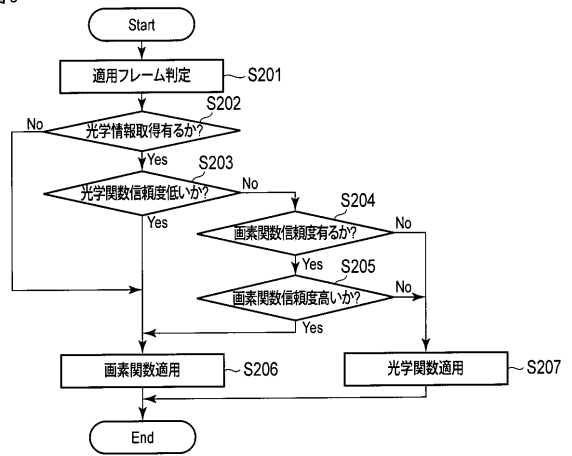 Start
適用フレーム判定
S201
S202
光学情報取得有るか?
No
Yes
S203
光学関数信頼度低いか?
No
Yes
S204
画素関数信頼度有るか?
No
Yes
S205
画素関数信頼度高いか?
No
Yes
画素関数適用
S206
光学関数適用
S207
End